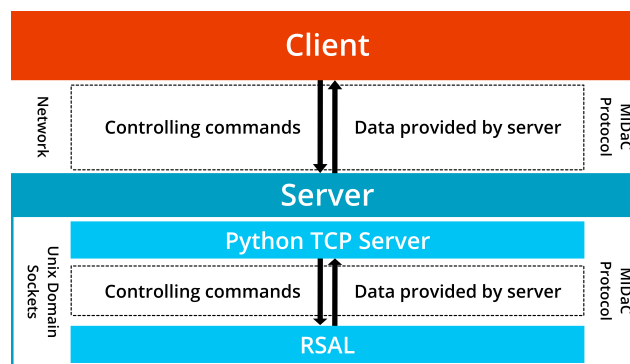 Client
Network
Controlling commands
Data provided by server
MIDaC
Protocol
Server
Python TCP Server
Unix Domain
Sockets
Controlling commands
Data provided by server
MIDaC
Protocol
RSAL